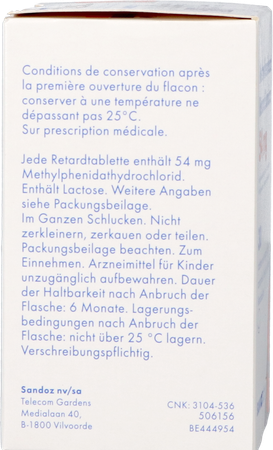 Conditions de conservation après
la première ouverture du flacon :
conserver à une température ne
dépassant pas 25°C.
Sur prescription médicale.
Jede Retardtablette enthält 54 mg
Methylphenidathydrochlorid.
Enthält Lactose. Weitere Angaben
siehe Packungsbeilage.
Im Ganzen Schlucken. Nicht
zerkleinern, zerkauen oder teilen.
Packungsbeilage beachten. Zum
Einnehmen. Arzneimittel für Kinder
unzugänglich aufbewahren. Dauer
der Haltbarkeit nach Anbruch der
Flasche: 6 Monate. Lagerungs-
bedingungen nach Anbruch der
Flasche: nicht über 25 °C lagern.
Verschreibungspflichtig.
Sandoz nv/sa
Telecom Gardens
Medialaan 40,
B-1800 Vilvoorde
CNK: 3104-536
506156
BE444954